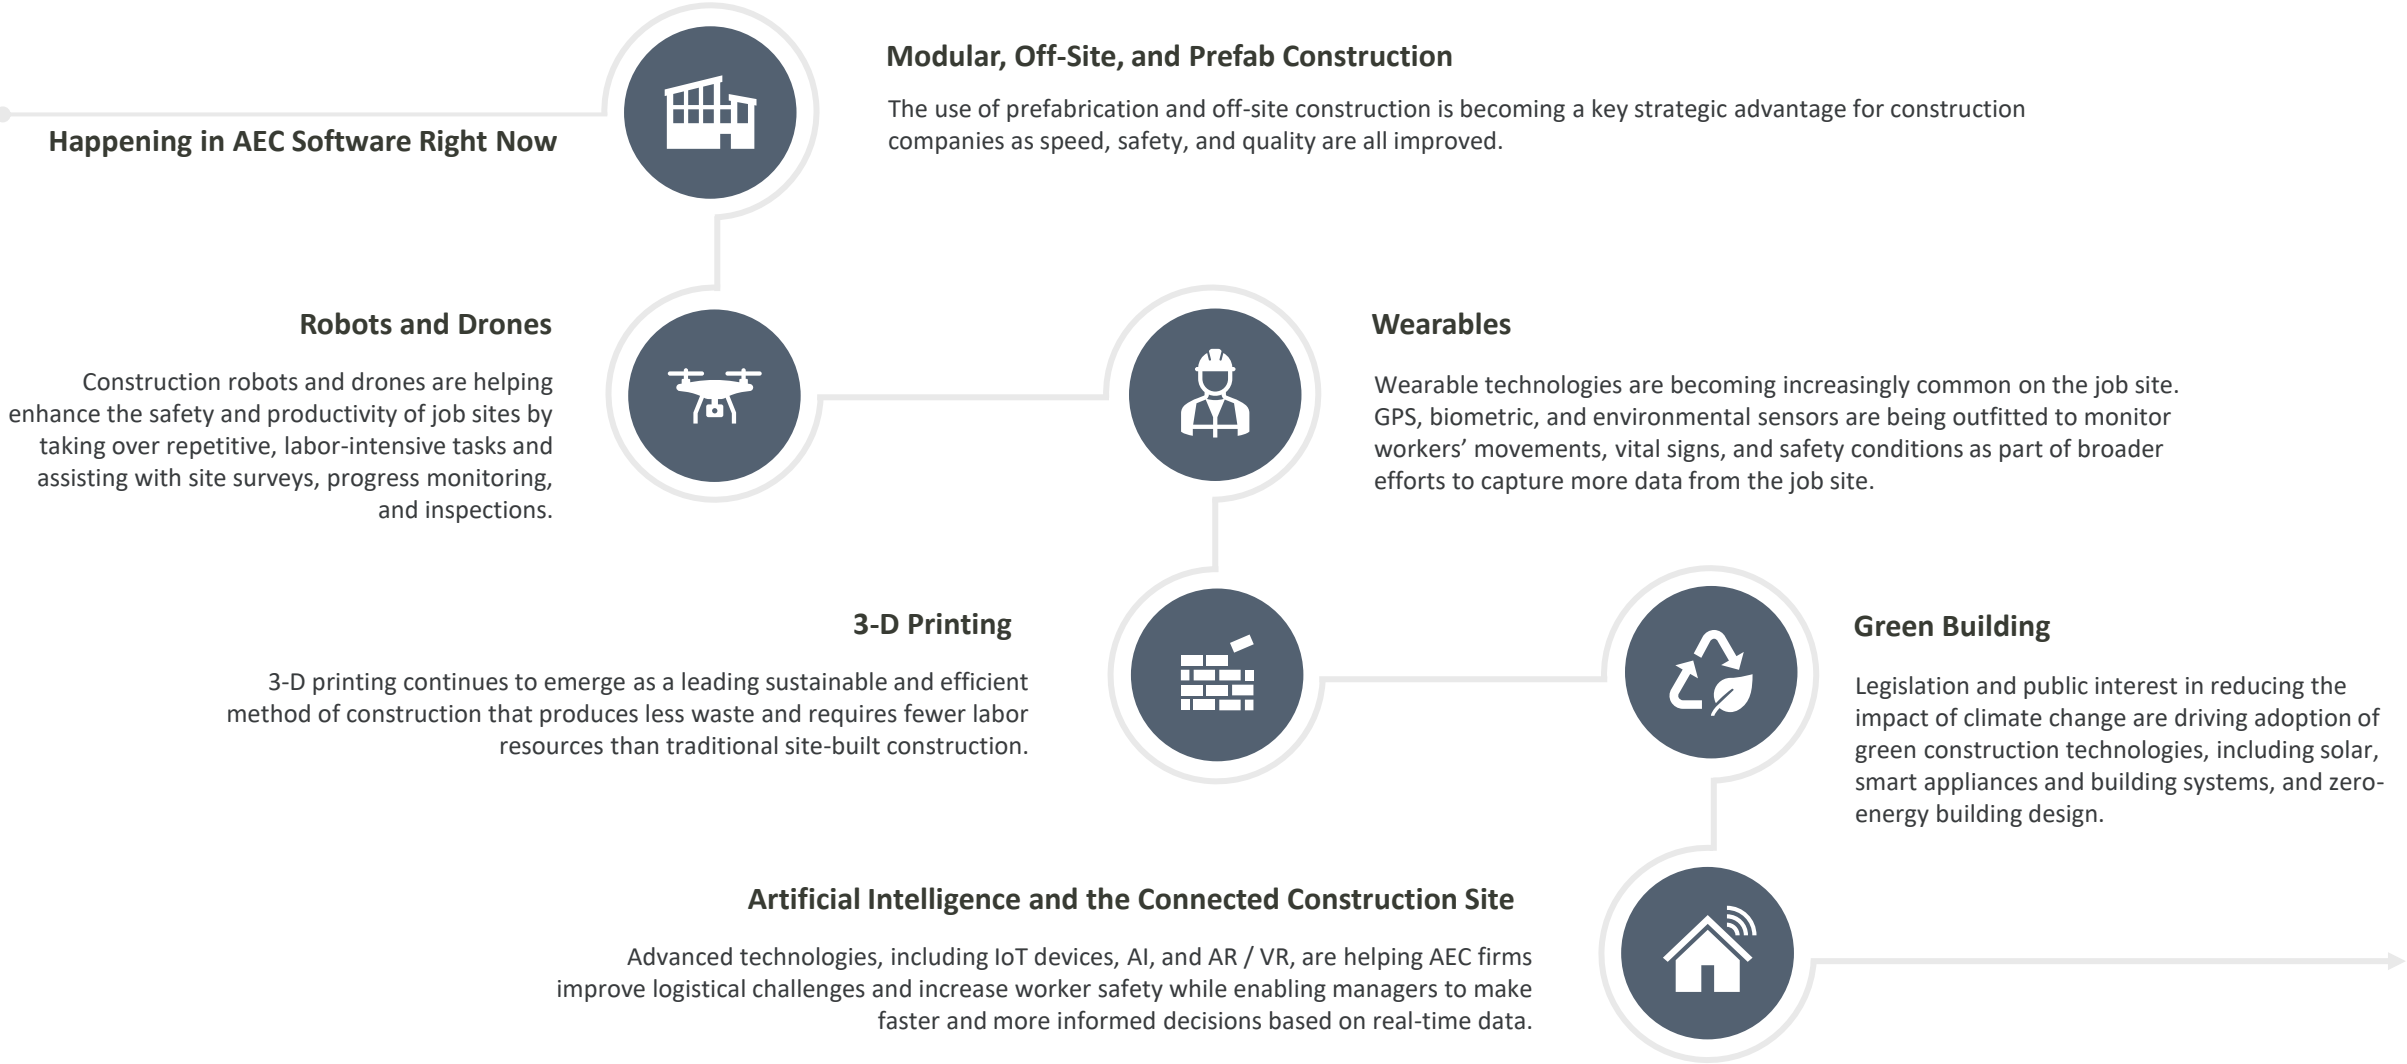 Happening in AEC Software Right Now
Modular, Off-Site, and Prefab Construction
The use of prefabrication and off-site construction is becoming a key strategic advantage for construction
companies as speed, safety, and quality are all improved.
Robots and Drones
Construction robots and drones are helping
enhance the safety and productivity of job sites by
taking over repetitive, labor-intensive tasks and
assisting with site surveys, progress monitoring,
and inspections.
Wearables
Wearable technologies are becoming increasingly common on the job site.
GPS, biometric, and environmental sensors are being outfitted to monitor
workers’ movements, vital signs, and safety conditions as part of broader
efforts to capture more data from the job site.
3-D Printing
3-D printing continues to emerge as a leading sustainable and efficient
method of construction that produces less waste and requires fewer labor
resources than traditional site-built construction.
Green Building
Legislation and public interest in reducing the
impact of climate change are driving adoption of
green construction technologies, including solar,
smart appliances and building systems, and zero-
energy building design.
Artificial Intelligence and the Connected Construction Site
Advanced technologies, including IoT devices, AI, and AR / VR, are helping AEC firms
improve logistical challenges and increase worker safety while enabling managers to make
faster and more informed decisions based on real-time data.